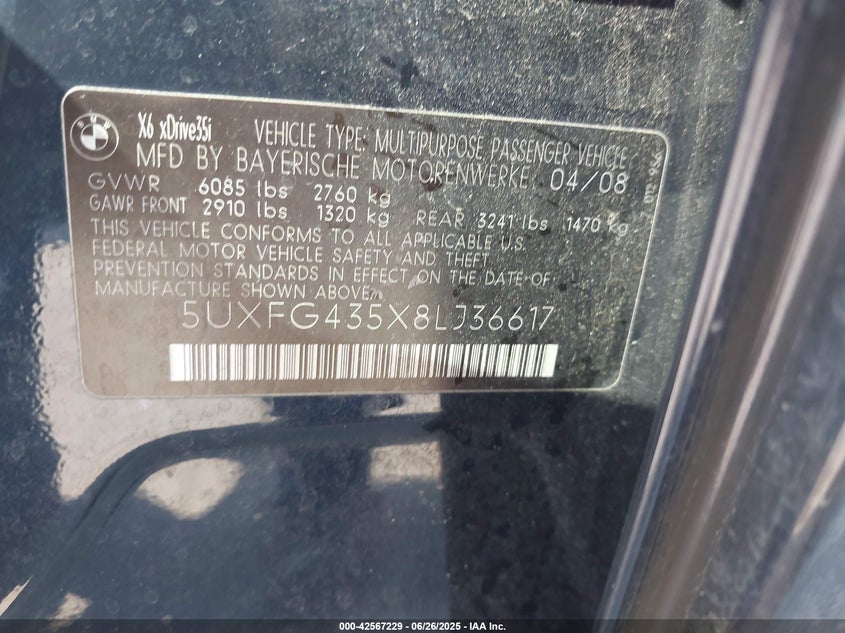 BMW
X6 xDrive35i
VEHICLE TYPE: MULTIPURPOSE PASSENGER VEHICLE
MFD BY BAYERISCHE MOTORENWERKE 04/08
GVWR 6085 lbs 2760 kg
GAWR FRONT 2910 lbs 1320 kg REAR 3241 lbs 1470 kg
THIS VEHICLE CONFORMS TO ALL APPLICABLE U.S.
FEDERAL MOTOR VEHICLE SAFETY AND THEFT
PREVENTION STANDARDS IN EFFECT ON THE DATE OF
MANUFACTURE SHOWN ABOVE.
5UXFG435X8LJ36617
000-42567229 - 06/26/2025 - IAA Inc.